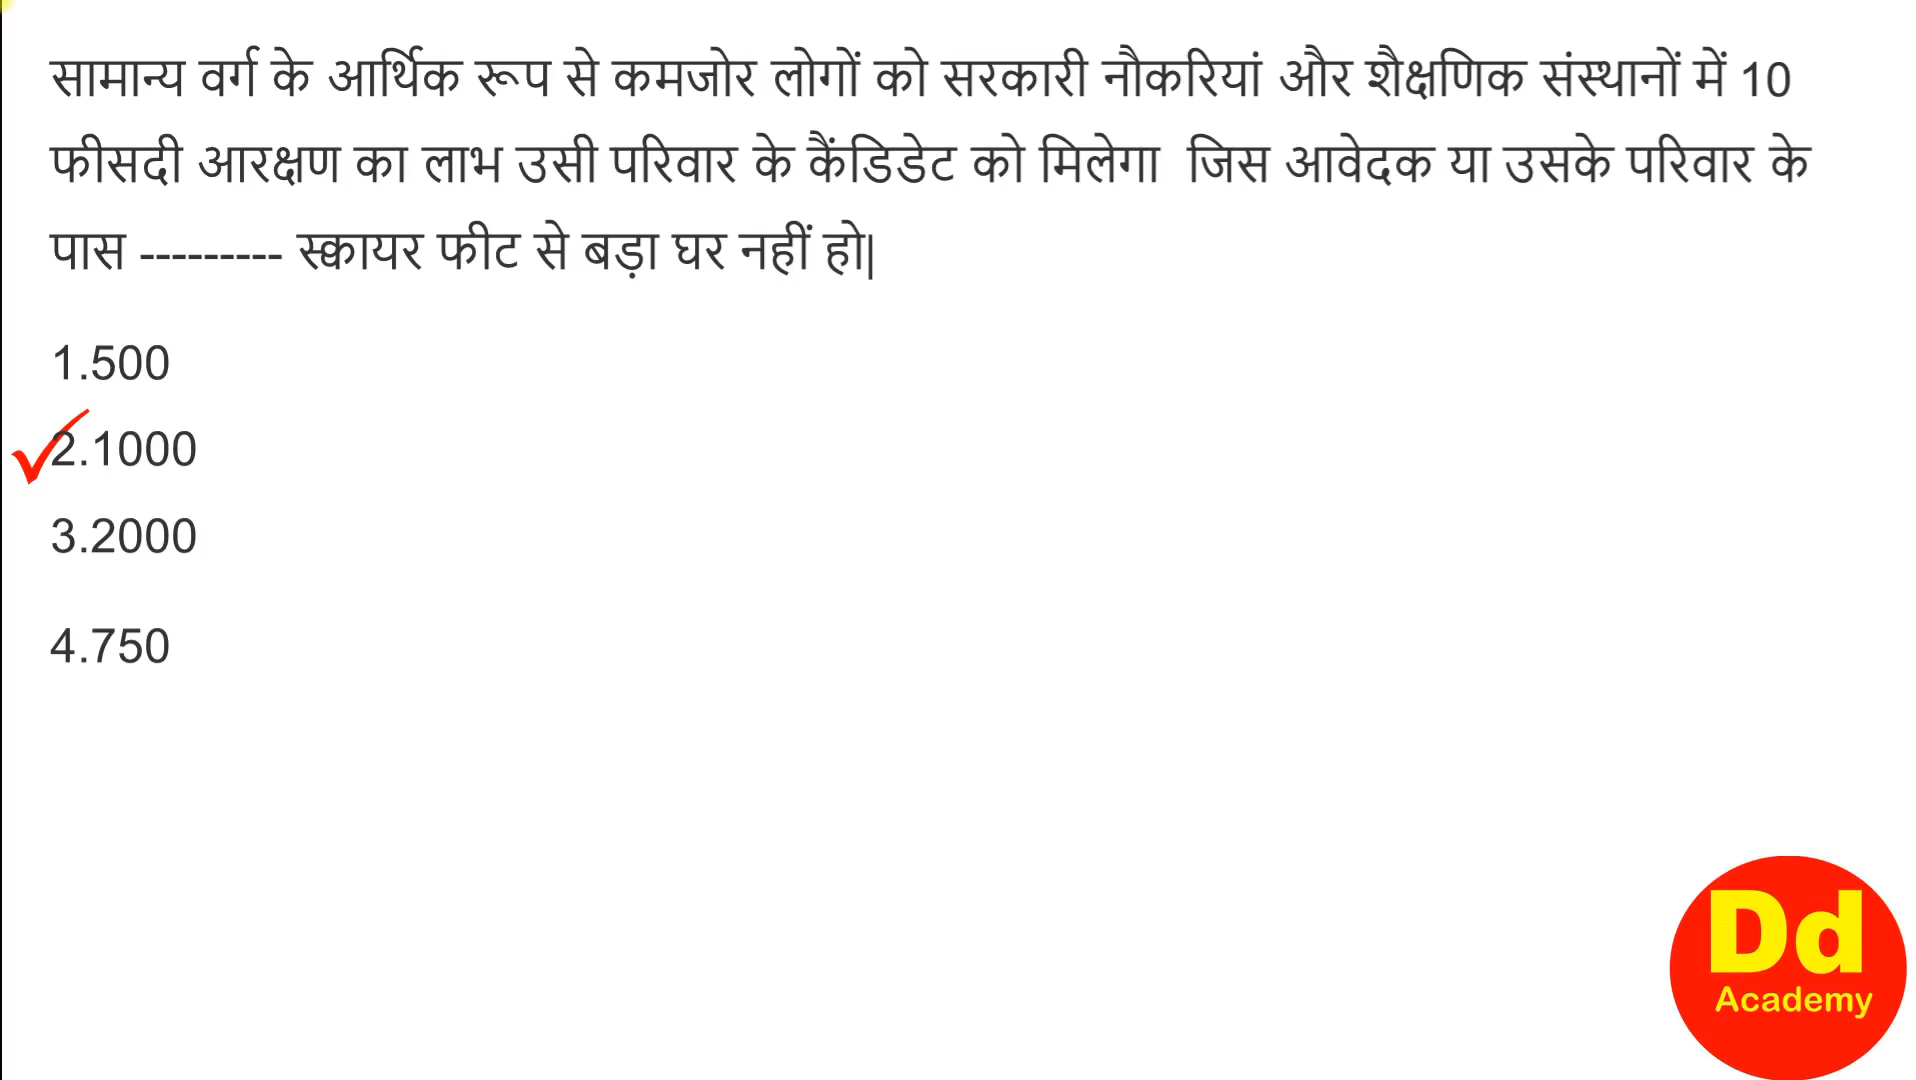 सामान्य वर्ग के आर्थिक रूप से कमजोर लोगों को सरकारी नौकरियां और शैक्षणिक संस्थानों में 10
फीसदी आरक्षण का लाभ उसी परिवार के कैंडिडेट को मिलेगा जिस आवेदक या उसके परिवार के
पास --------- स्क्वायर फीट से बड़ा घर नहीं हो|
1.500
2.1000
3.2000
4.750
Dd
Academy